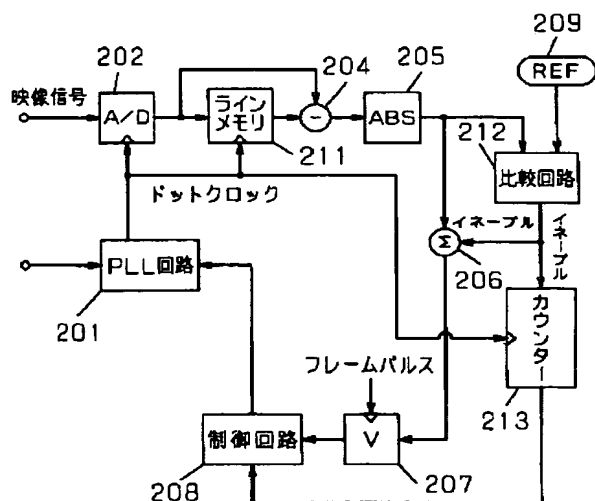 209
202
REF
204
205
映像信号
A/D
ライン
メモリ
−
ABS
212
211
比較回路
ドットクロック
イネーブル
イネーブル
Σ
206
PLL回路
カウンター
201
フレームパルス
213
制御回路
V
208
207